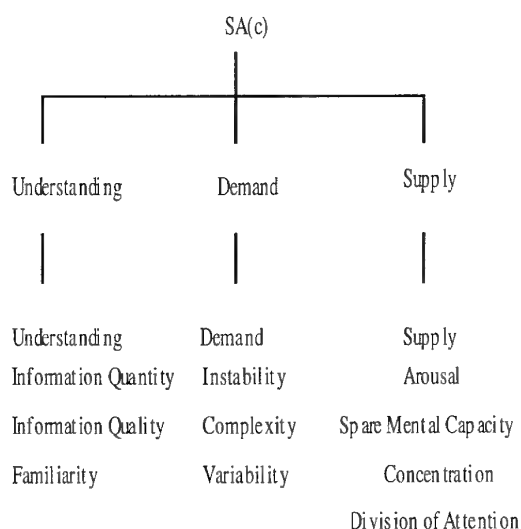 SA(c)
Understanding Demand Supply
Understanding Demand Supply
Information Quantity Instability Arousal
Information Quality Complexity Spare Mental Capacity
Familiarity Variability Concentration
Division of Attention